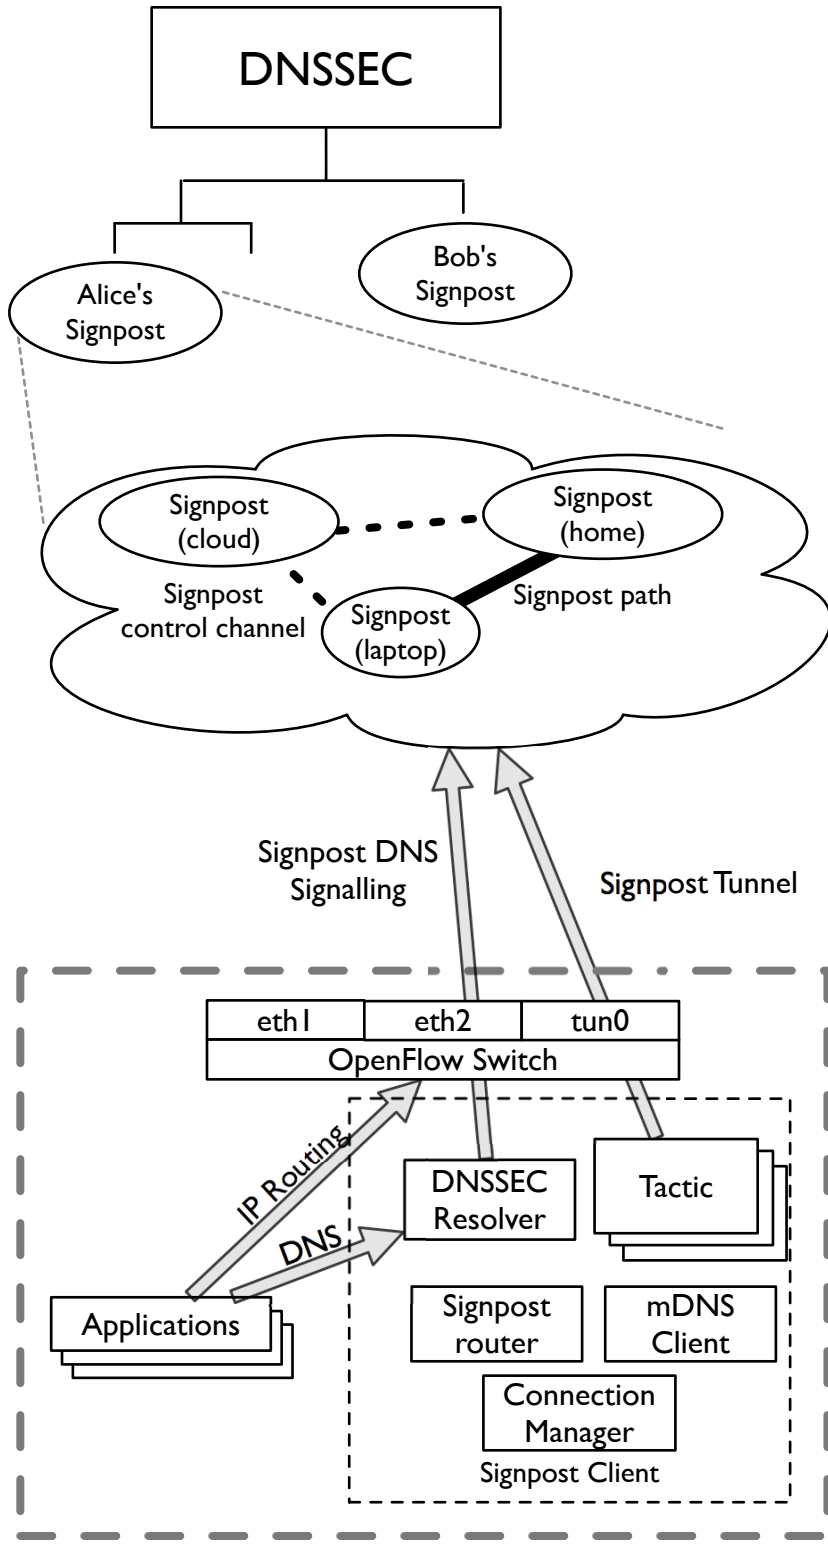 DNSSEC
Alice's
Signpost
Bob's
Signpost
Signpost
(cloud)
Signpost
(home)
Signpost
control channel
Signpost
(laptop)
Signpost path
Signpost DNS
Signalling
Signpost Tunnel
eth1
eth2
tun0
OpenFlow Switch
IP Routing
DNS
DNSSEC
Resolver
Tactic
Applications
Signpost
router
mDNS
Client
Connection
Manager
Signpost Client